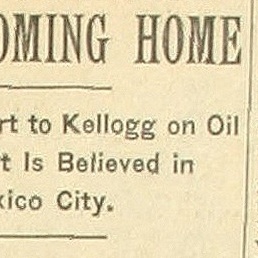 OMING HOME
rt to Kellogg on Oil
t Is Believed in
xico City.